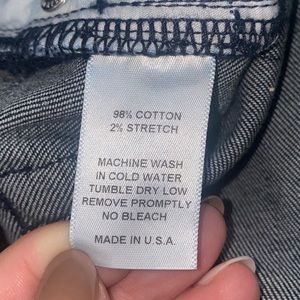 98% COTTON
2% STRETCH
MACHINE WASH
IN COLD WATER
TUMBLE DRY LOW
REMOVE PROMPTLY
NO BLEACH
MADE IN U.S.A.